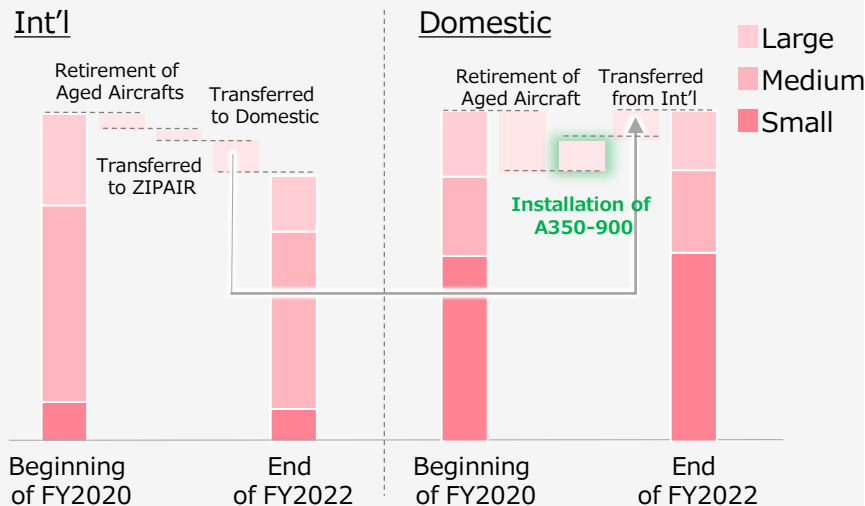 Int'l
Domestic
Large
Medium
Small
Retirement of
Aged Aircrafts
Transferred
to Domestic
Transferred
to ZIPAIR
Retirement of
Aged Aircraft
Transferred
from Int'l
Installation of
A350-900
Beginning
of FY2020
End
of FY2022
Beginning
of FY2020
End
of FY2022